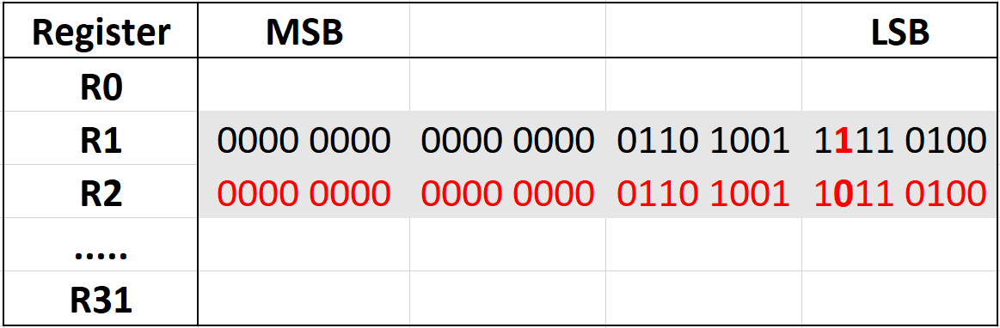 Register MSB LSB
R0
R1 0000 0000 0000 0000 0110 1001 1111 0100
R2 0000 0000 0000 0000 0110 1001 1011 0100
.....
R31